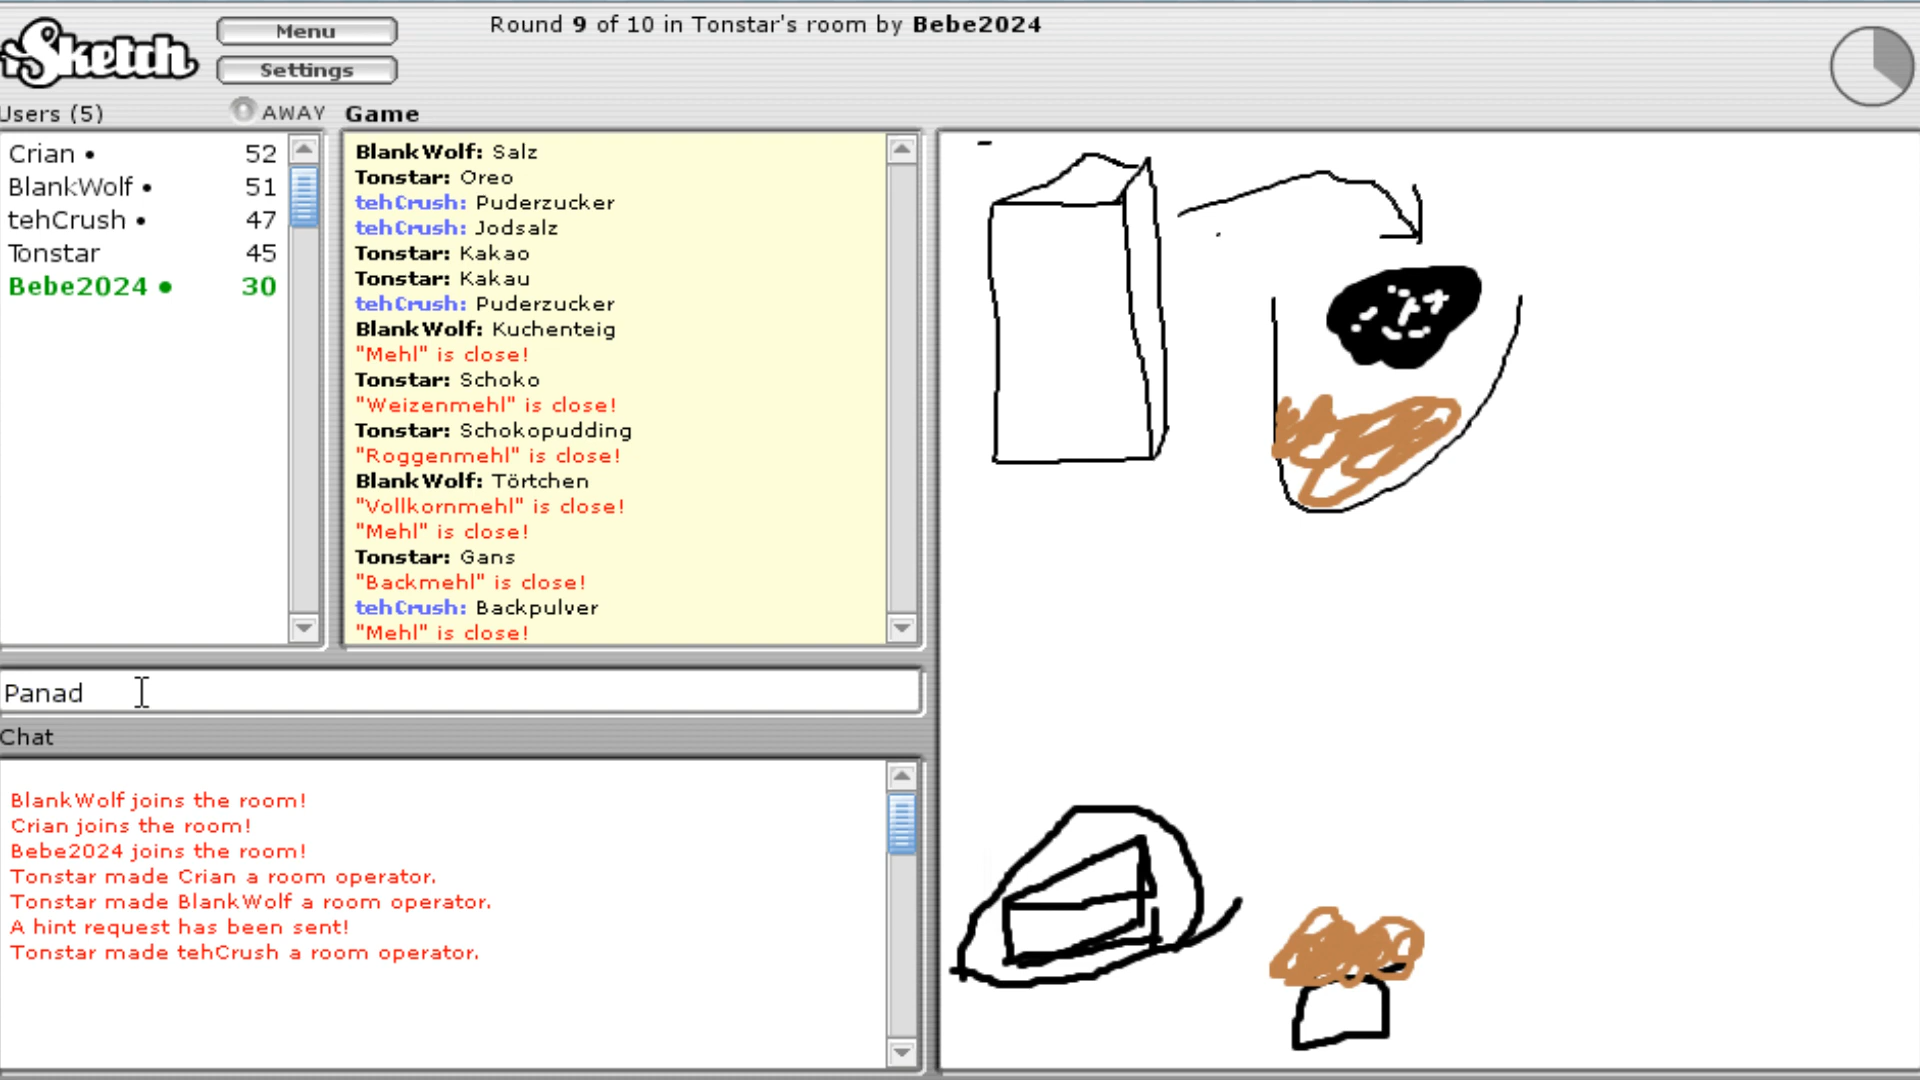 iSketch
Menu
Settings
Round 9 of 10 in Tonstar's room by Bebe2024
Users (5)
AWAY
Game
Crian • 52
BlankWolf • 51
tehCrush • 47
Tonstar 45
Bebe2024 • 30
BlankWolf: Salz
Tonstar: Oreo
tehCrush: Puderzucker
tehCrush: Jodsalz
Tonstar: Kakao
Tonstar: Kakau
tehCrush: Puderzucker
BlankWolf: Kuchenteig
"Mehl" is close!
Tonstar: Schoko
"Weizenmehl" is close!
Tonstar: Schokopudding
"Roggenmehl" is close!
BlankWolf: Törtchen
"Vollkornmehl" is close!
"Mehl" is close!
Tonstar: Gans
"Backmehl" is close!
tehCrush: Backpulver
"Mehl" is close!
Panad
Chat
BlankWolf joins the room!
Crian joins the room!
Bebe2024 joins the room!
Tonstar made Crian a room operator.
Tonstar made BlankWolf a room operator.
A hint request has been sent!
Tonstar made tehCrush a room operator.